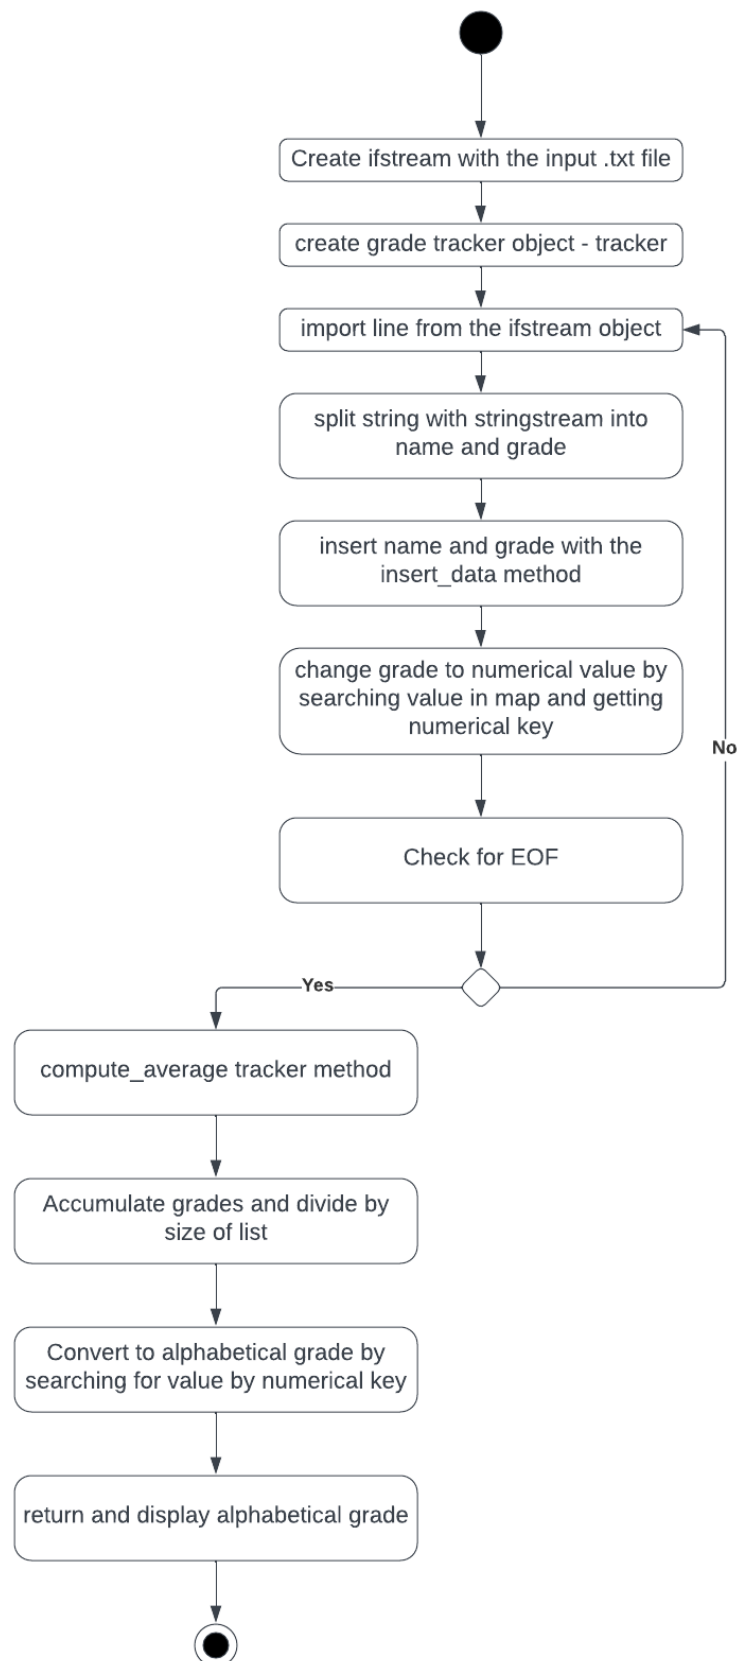 Create ifstream with the input .txt file
create grade tracker object - tracker
import line from the ifstream object
split string with stringstream into
name and grade
insert name and grade with the
insert_data method
change grade to numerical value by
searching value in map and getting
numerical key
No
Check for EOF
Yes
compute_average tracker method
Accumulate grades and divide by
size of list
Convert to alphabetical grade by
searching for value by numerical key
return and display alphabetical grade